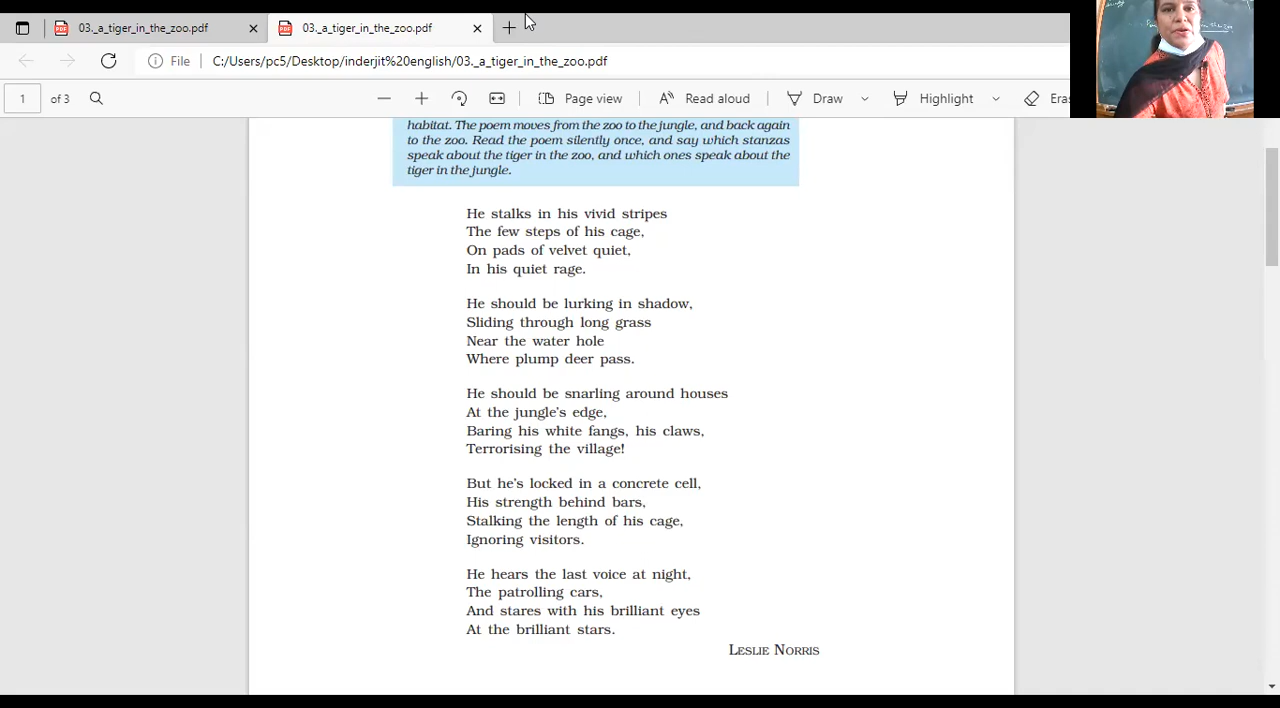 03._a_tiger_in_the_zoo.pdf
03._a_tiger_in_the_zoo.pdf
File C:/Users/pc5/Desktop/inderjit%20english/03._a_tiger_in_the_zoo.pdf
1 of 3 Page view Read aloud Draw Highlight
habitat. The poem moves from the zoo to the jungle, and back again
to the zoo. Read the poem silently once, and say which stanzas
speak about the tiger in the zoo, and which ones speak about the
tiger in the jungle.
He stalks in his vivid stripes
The few steps of his cage,
On pads of velvet quiet,
In his quiet rage.
He should be lurking in shadow,
Sliding through long grass
Near the water hole
Where plump deer pass.
He should be snarling around houses
At the jungle's edge,
Baring his white fangs, his claws,
Terrorising the village!
But he's locked in a concrete cell,
His strength behind bars,
Stalking the length of his cage,
Ignoring visitors.
He hears the last voice at night,
The patrolling cars,
And stares with his brilliant eyes
At the brilliant stars.
LESLIE NORRIS